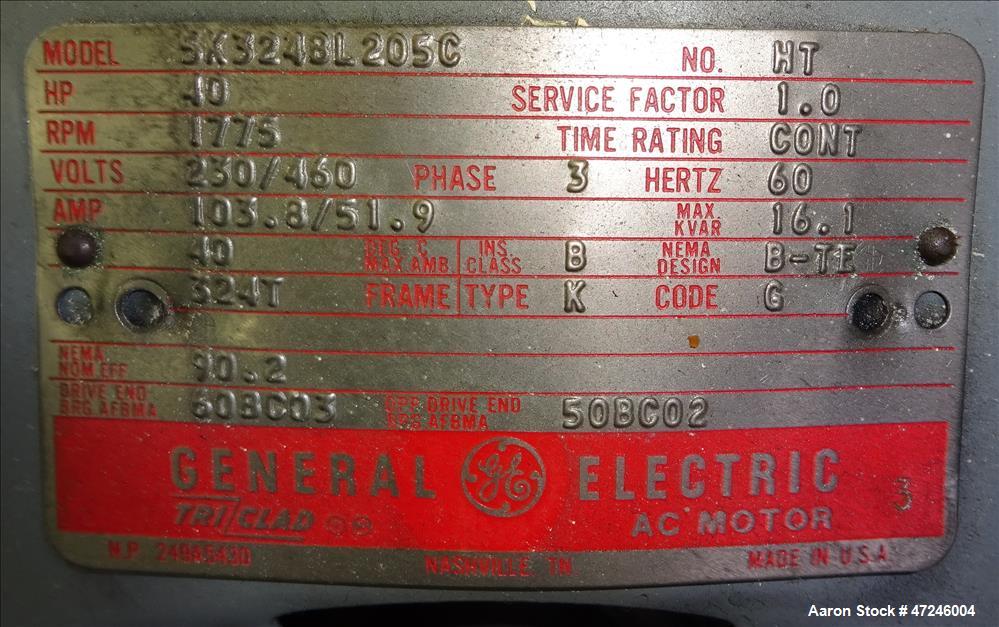 MODEL 5K324BL205C NO. HT
HP 40 SERVICE FACTOR 1.0
RPM 1775 TIME RATING CONT
VOLTS 230/460 PHASE 3 HERTZ 60
AMP 103.8/51.9 MAX. KVAR 16.1
40 DEG. C MAX. AMB. INS. CLASS B NEMA DESIGN B-TE
324T FRAME TYPE K CODE G
NEMA NOM EFF 90.2
DRIVE END BRG AFBMA 60BC03 OPP DRIVE END BRG AFBMA 50BC02
GENERAL GE ELECTRIC
TRI/CLAD AC MOTOR 3
N.P. 249A5430 NASHVILLE, TN. MADE IN U.S.A.
Aaron Stock # 47246004